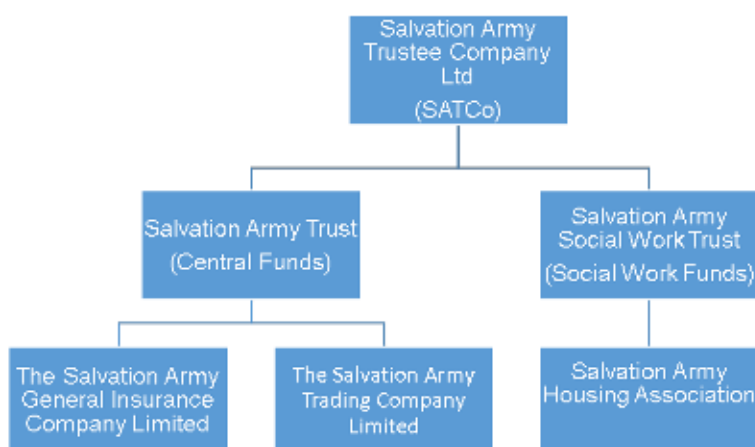 Salvation Army
Trustee Company
Ltd
(SATCo)
Salvation Army Trust
(Central Funds)
Salvation Army
Social Work Trust
(Social Work Funds)
The Salvation Army
General Insurance
Company Limited
The Salvation Army
Trading Company
Limited
Salvation Army
Housing Association